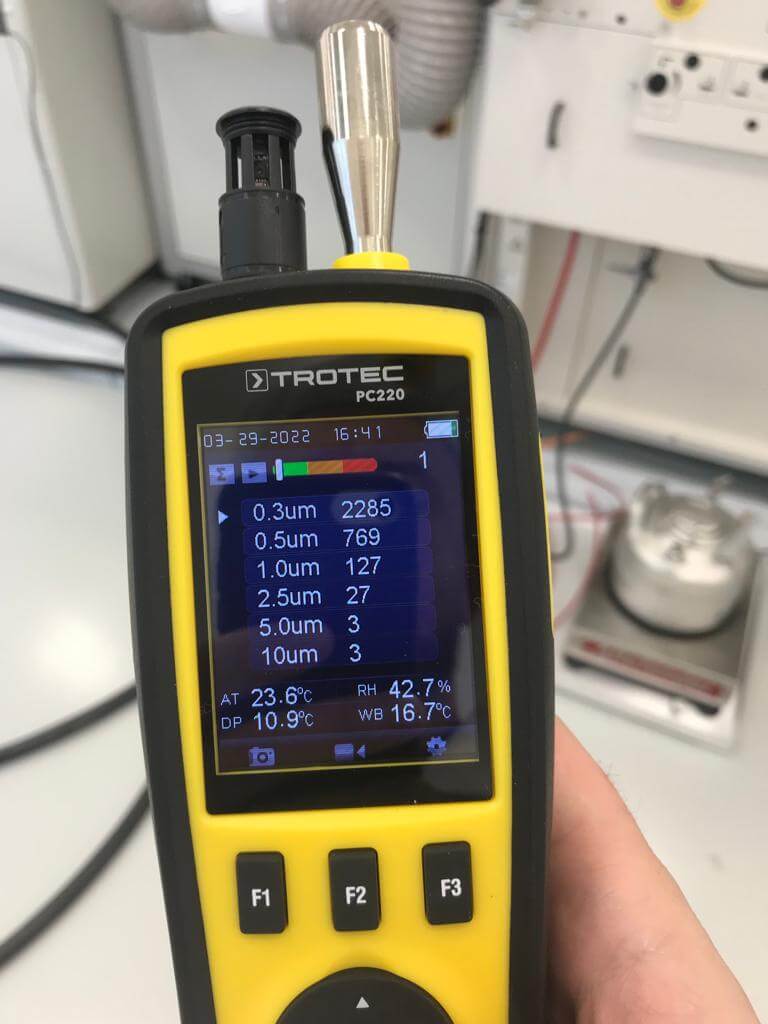 TROTEC
PC220
03-29-2022 16:41
Σ 1
0.3um 2285
0.5um 769
1.0um 127
2.5um 27
5.0um 3
10um 3
AT 23.6°C RH 42.7%
DP 10.9°C WB 16.7°C
F1 F2 F3